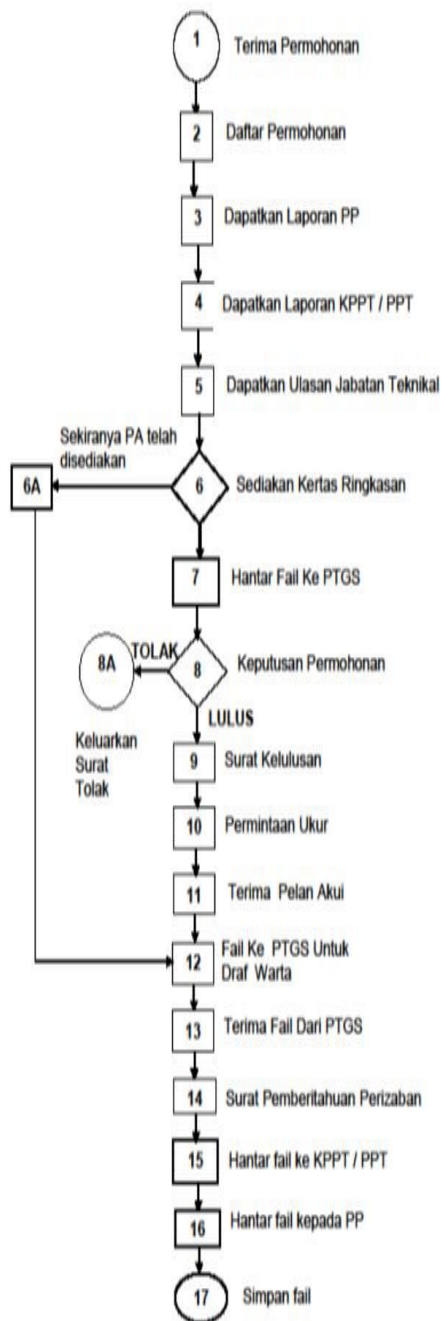 1 Terima Permohonan
2 Daftar Permohonan
3 Dapatkan Laporan PP
4 Dapatkan Laporan KPPT / PPT
5 Dapatkan Ulasan Jabatan Teknikal
Sekiranya PA telah
disediakan
6A
6 Sediakan Kertas Ringkasan
7 Hantar Fail Ke PTGS
8A
TOLAK
8 Keputusan Permohonan
Keluarkan
Surat
Tolak
LULUS
9 Surat Kelulusan
10 Permintaan Ukur
11 Terima Pelan Akui
12 Fail Ke PTGS Untuk
Draf Warta
13 Terima Fail Dari PTGS
14 Surat Pemberitahuan Perizaban
15 Hantar fail ke KPPT / PPT
16 Hantar fail kepada PP
17 Simpan fail